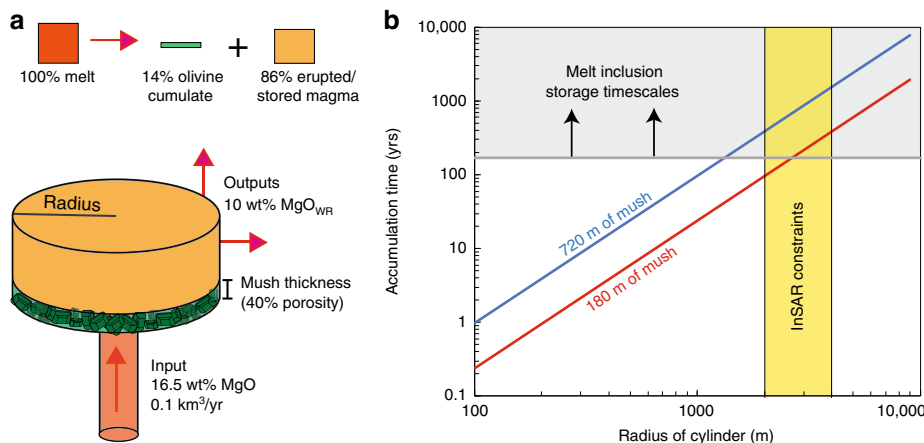 a
100% melt
14% olivine
cumulate
+
86% erupted/
stored magma
Outputs
10 wt% MgO_WR
Radius
Mush thickness
(40% porosity)
Input
16.5 wt% MgO
0.1 km³/yr
b
Accumulation time (yrs)
10,000
1000
100
10
1
0.1
Melt inclusion
storage timescales
720 m of mush
180 m of mush
InSAR constraints
100
1000
10,000
Radius of cylinder (m)